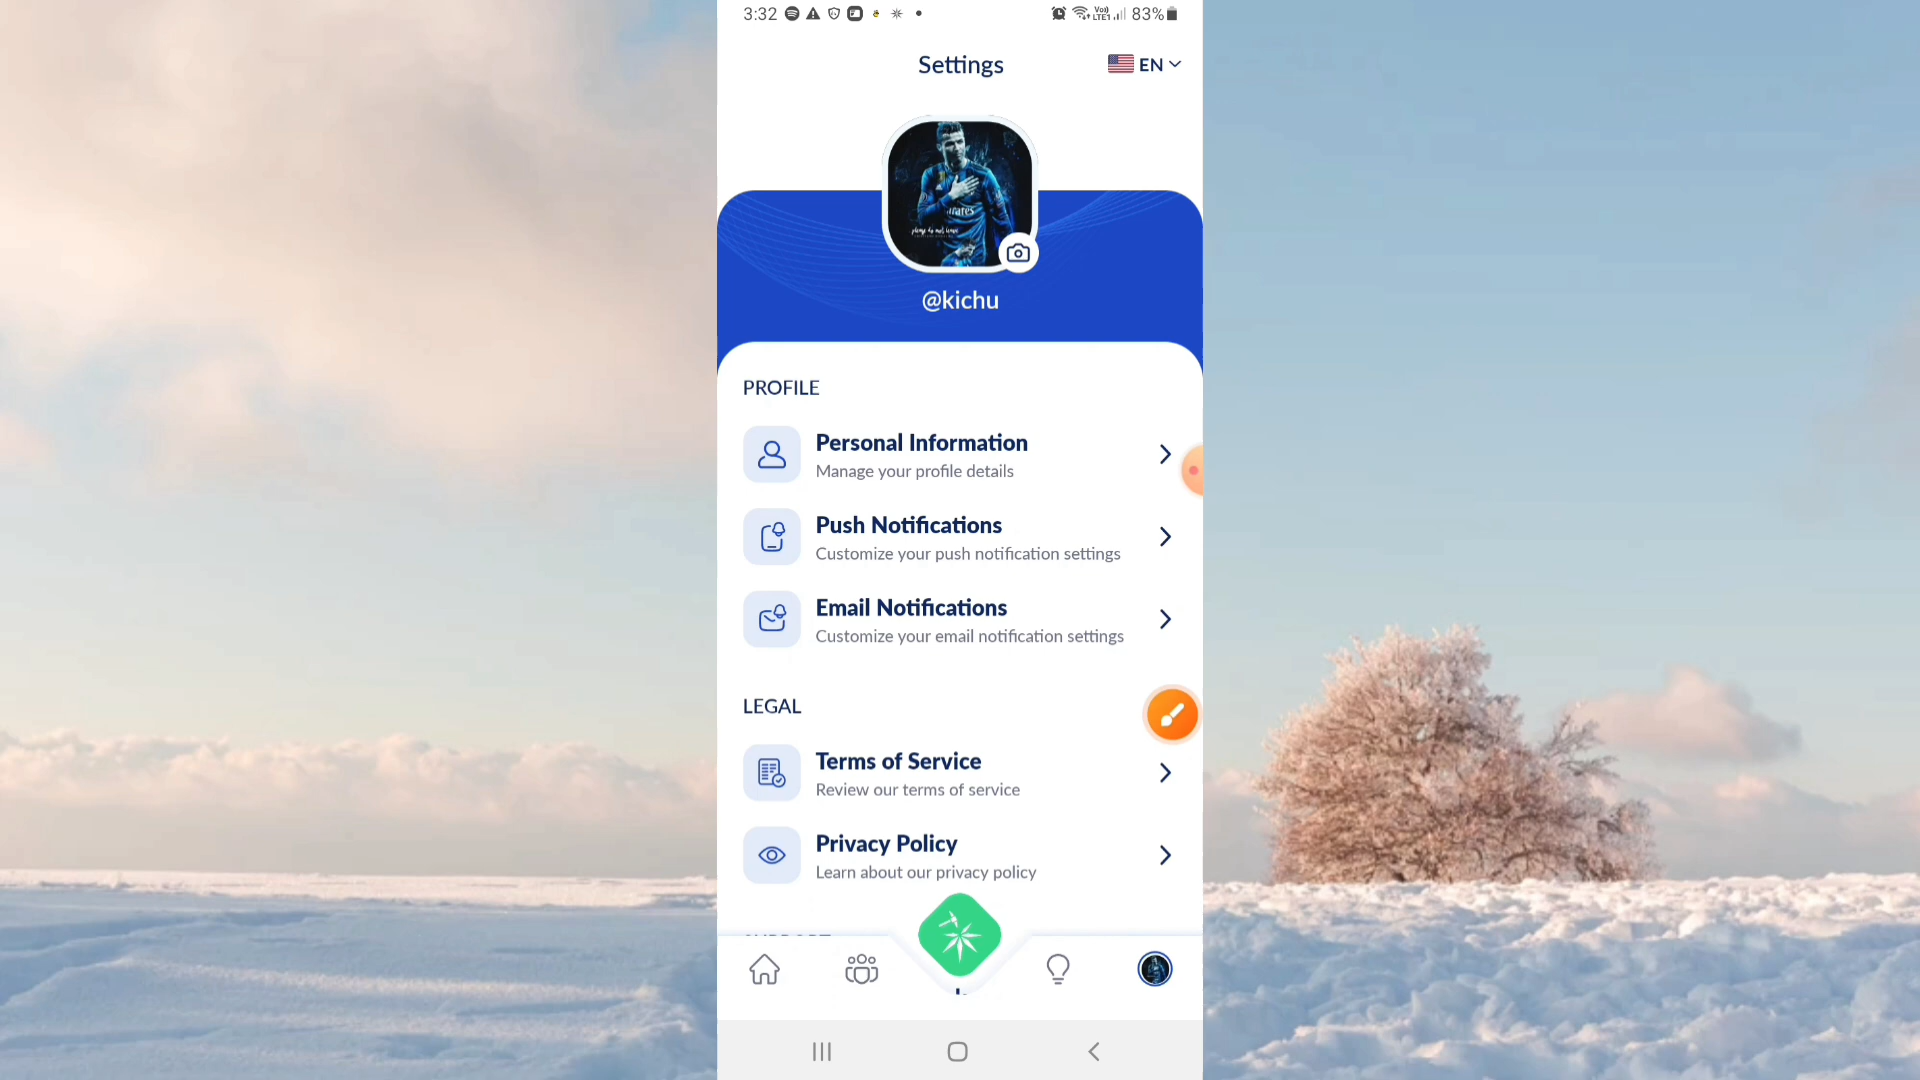 3:32
Vo))
LTE1
83%
Settings
EN
@kichu
PROFILE
Personal Information
Manage your profile details
Push Notifications
Customize your push notification settings
Email Notifications
Customize your email notification settings
LEGAL
Terms of Service
Review our terms of service
Privacy Policy
Learn about our privacy policy